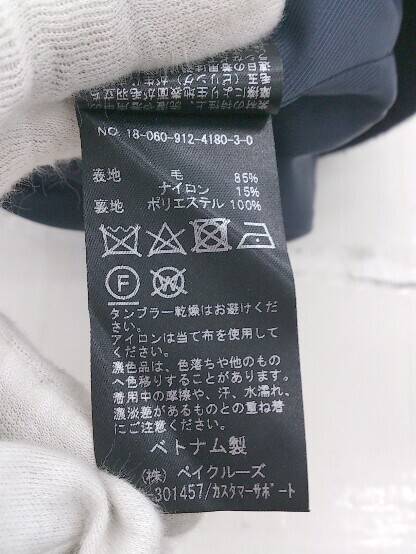 NO. 18-060-912-4180-3-0
表地 毛 85%
ナイロン 15%
裏地 ポリエステル 100%
F W
タンブラー乾燥はお避けくだ
さい。
アイロンは当て布を使用して
ください。
濃色品は、色落ちや他のもの
へ色移りすることがあります。
着用中の摩擦や、汗、水濡れ、
濃淡差があるものとの重ね着
にご注意ください。
ベトナム製
(株) ベイクルーズ
-301457/カスタマーサポート